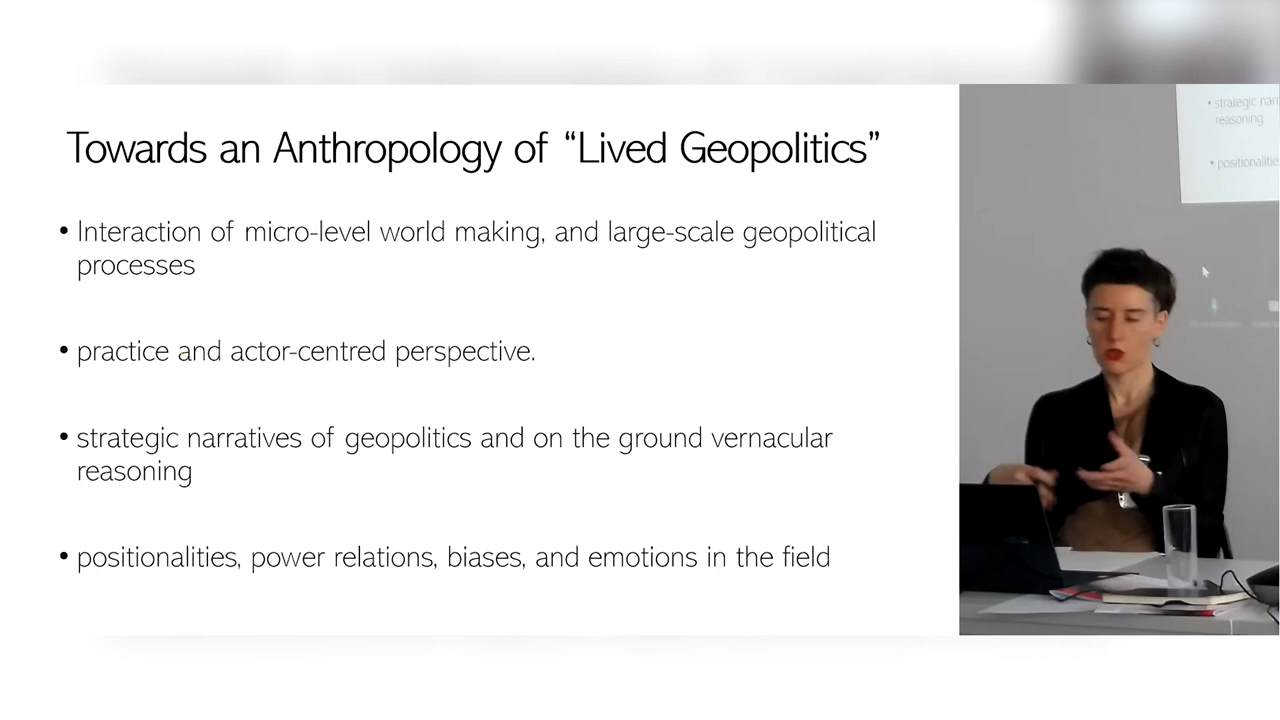 Towards an Anthropology of “Lived Geopolitics”
• Interaction of micro-level world making, and large-scale geopolitical
processes
• practice and actor-centred perspective.
• strategic narratives of geopolitics and on the ground vernacular
reasoning
• positionalities, power relations, biases, and emotions in the field
• strategic
reasoning